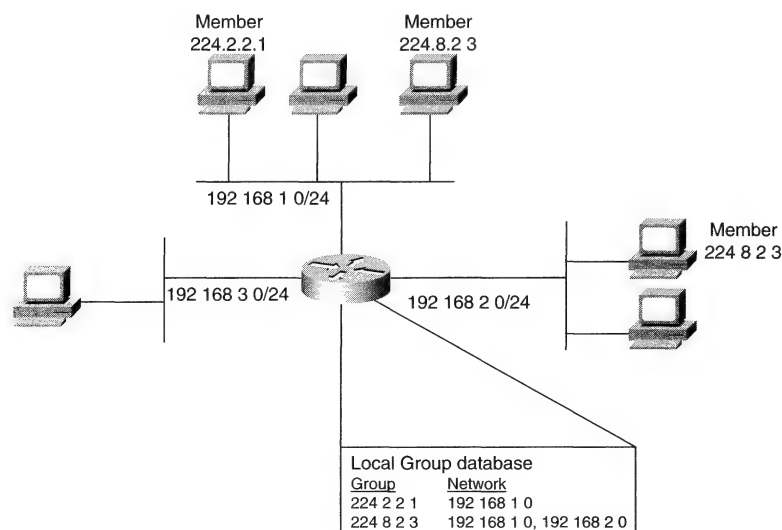 Member
224.2.2.1
Member
224.8.2 3
192 168 1 0/24
Member
224 8 2 3
192 168 3 0/24
192 168 2 0/24
Local Group database
Group Network
224 2 2 1 192 168 1 0
224 8 2 3 192 168 1 0, 192 168 2 0